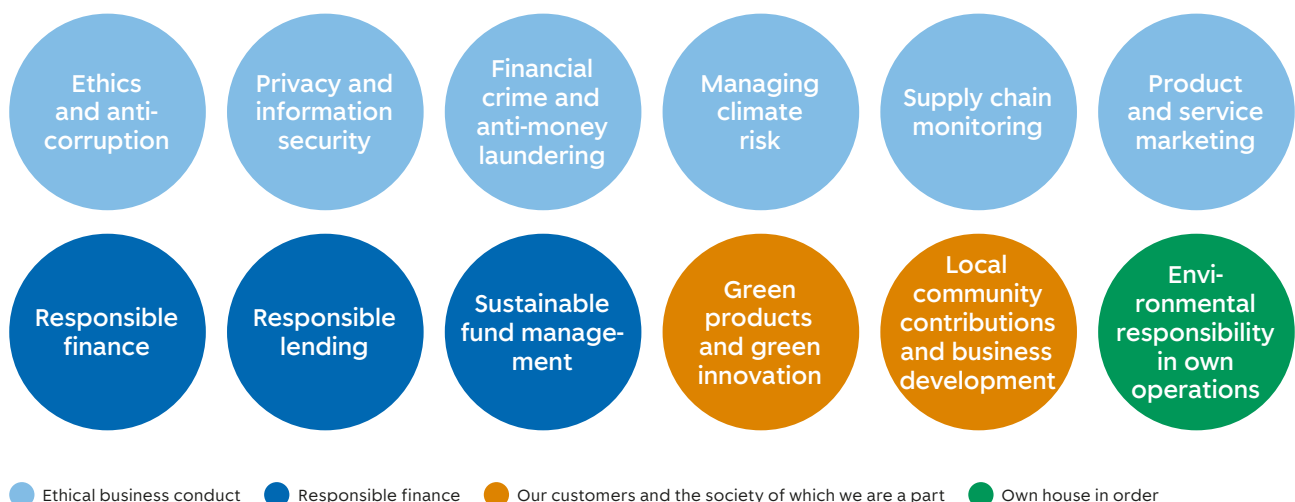 Ethics
and anti-
corruption
Privacy and
information
security
Financial
crime and
anti-money
laundering
Managing
climate
risk
Supply chain
monitoring
Product
and service
marketing
Responsible
finance
Responsible
lending
Sustainable
fund manage-
ment
Green
products
and green
innovation
Local
community
contributions
and business
development
Envi-
ronmental
responsibility
in own
operations
Ethical business conduct
Responsible finance
Our customers and the society of which we are a part
Own house in order